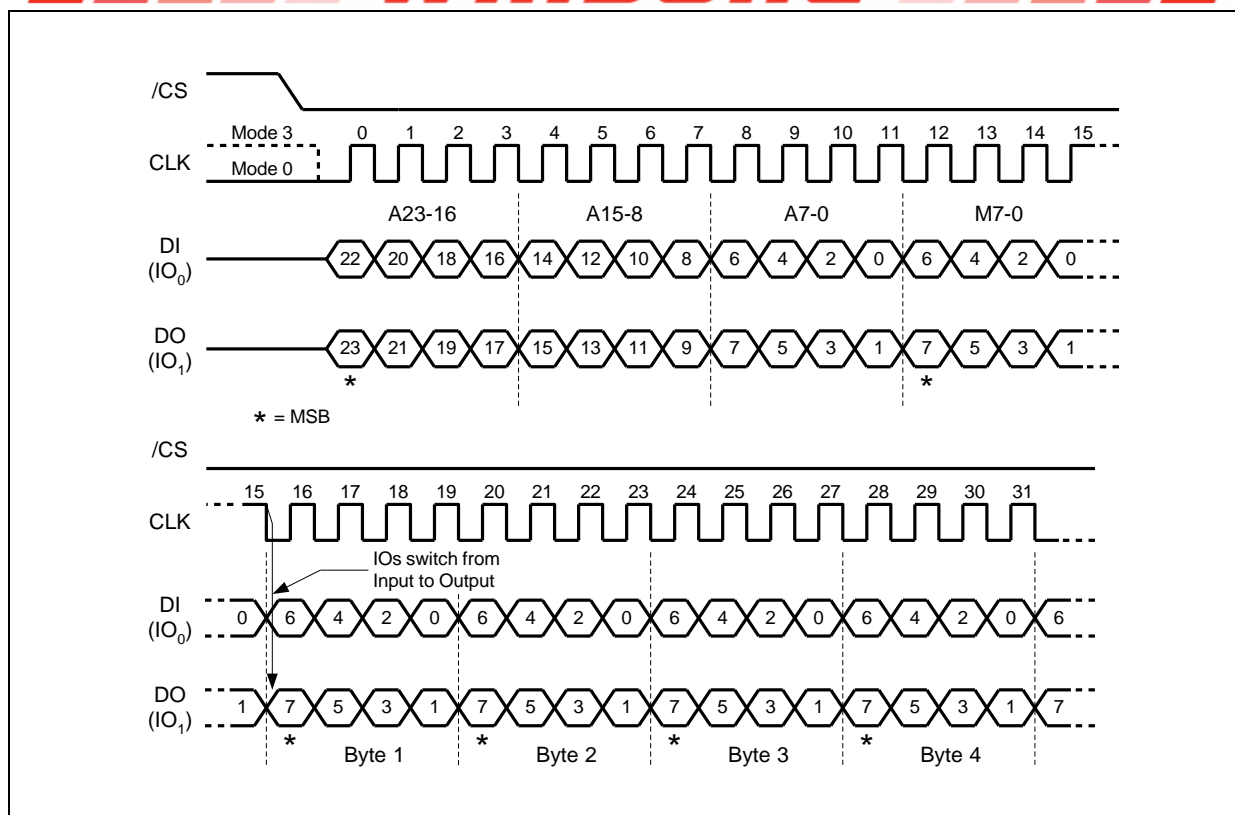 /CS
Mode 3
0 1 2 3 4 5 6 7 8 9 10 11 12 13 14 15
CLK
Mode 0
A23-16 A15-8 A7-0 M7-0
DI
(IO0)
22 20 18 16 14 12 10 8 6 4 2 0 6 4 2 0
DO
(IO1)
23 21 19 17 15 13 11 9 7 5 3 1 7 5 3 1
* *
* = MSB
/CS
15 16 17 18 19 20 21 22 23 24 25 26 27 28 29 30 31
CLK
IOs switch from
Input to Output
DI
(IO0)
0 6 4 2 0 6 4 2 0 6 4 2 0 6 4 2 0 6
DO
(IO1)
1 7 5 3 1 7 5 3 1 7 5 3 1 7 5 3 1 7
* * * *
Byte 1 Byte 2 Byte 3 Byte 4